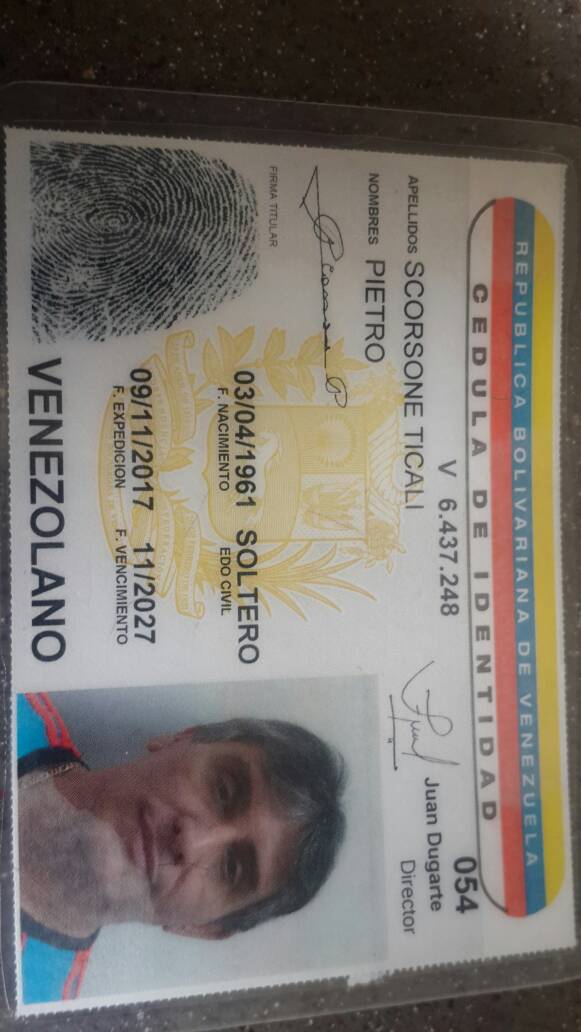 REPUBLICA BOLIVARIANA DE VENEZUELA
CEDULA DE IDENTIDAD
V 6.437.248
054
Juan Dugarte
Director
APELLIDOS SCORSONE TICALI
NOMBRES PIETRO
FIRMA TITULAR
03/04/1961 SOLTERO
F. NACIMIENTO EDO CIVIL
09/11/2017 11/2027
F. EXPEDICION F. VENCIMIENTO
VENEZOLANO